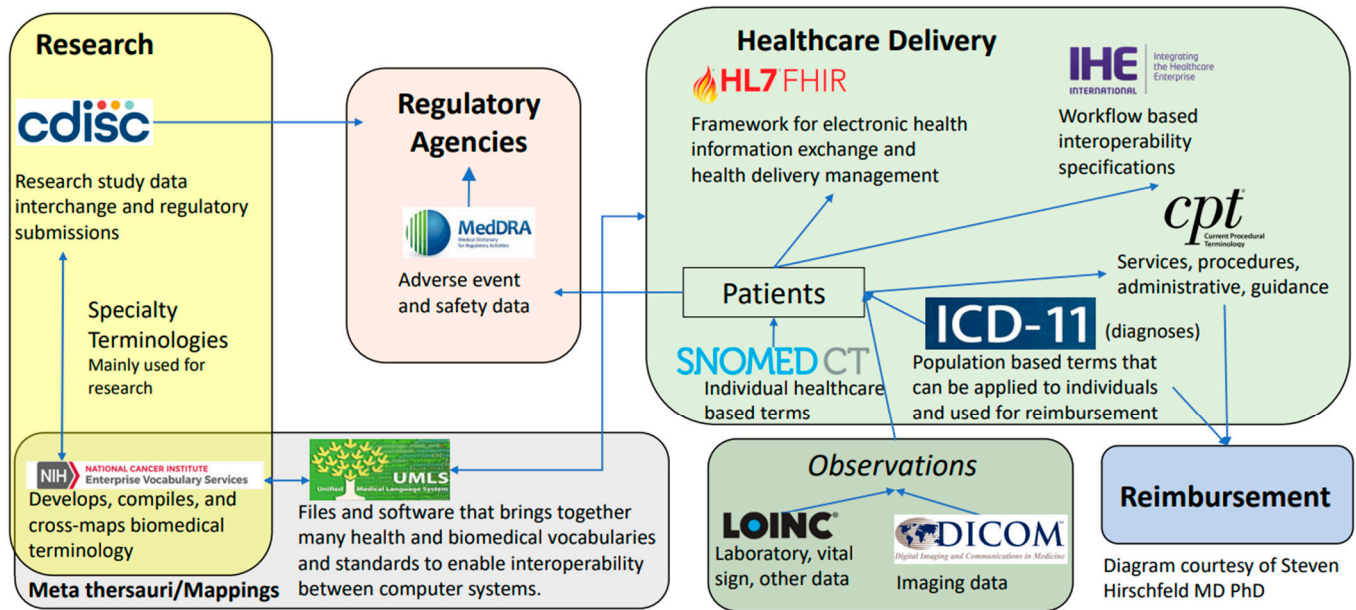 Research
cdisc
Research study data
interchange and regulatory
submissions
Specialty
Terminologies
Mainly used for
research
NIH
NATIONAL CANCER INSTITUTE
Enterprise Vocabulary Services
Develops, compiles, and
cross-maps biomedical
terminology
Meta thersauri/Mappings
UMLS
Unified Medical Language System
Files and software that brings together
many health and biomedical vocabularies
and standards to enable interoperability
between computer systems.
Regulatory
Agencies
MedDRA
Medical Dictionary
for Regulatory Activities
Adverse event
and safety data
Healthcare Delivery
HL7® FHIR
Framework for electronic health
information exchange and
health delivery management
IHE
INTERNATIONAL
Integrating
the Healthcare
Enterprise
Workflow based
interoperability
specifications
cpt®
Current Procedural
Terminology
Services, procedures,
administrative, guidance
Patients
SNOMED CT
Individual healthcare
based terms
ICD-11 (diagnoses)
Population based terms that
can be applied to individuals
and used for reimbursement
Observations
LOINC®
Laboratory, vital
sign, other data
DICOM™
Digital Imaging and Communications in Medicine
Imaging data
Reimbursement
Diagram courtesy of Steven
Hirschfeld MD PhD